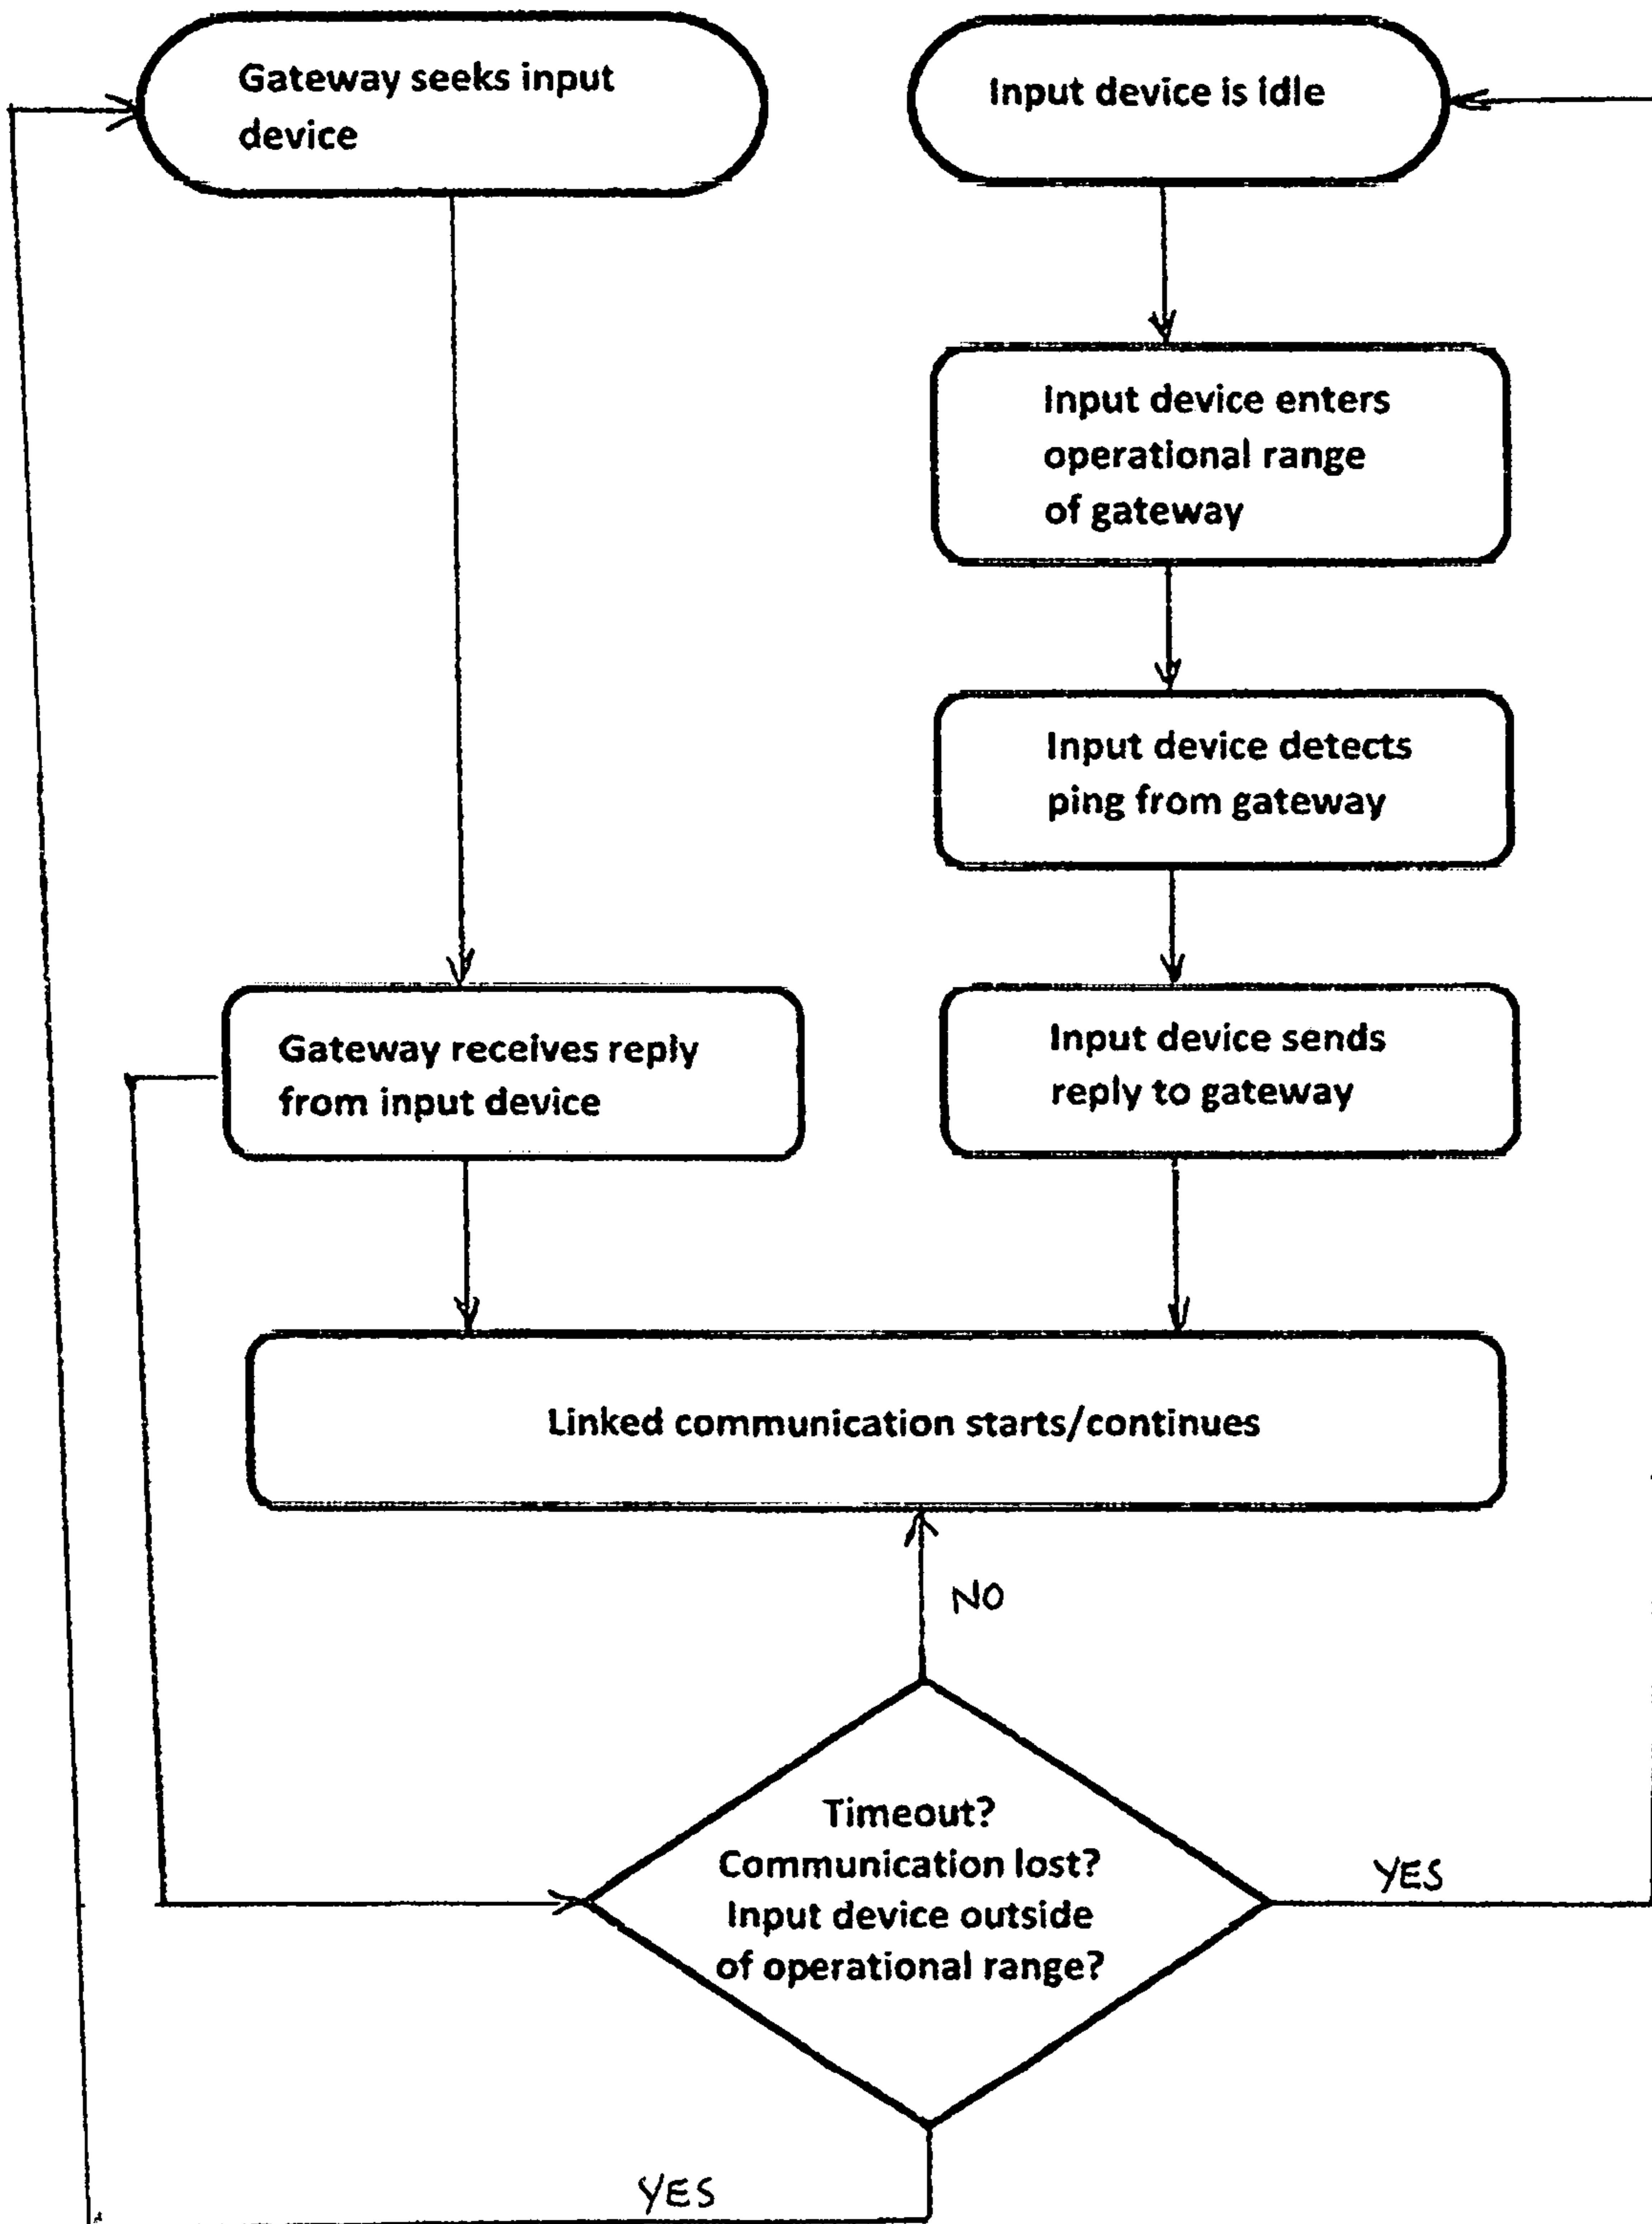 Gateway seeks input
device
Input device is idle
Input device enters
operational range
of gateway
Input device detects
ping from gateway
Gateway receives reply
from input device
Input device sends
reply to gateway
Linked communication starts/continues
NO
Timeout?
Communication lost?
Input device outside
of operational range?
YES
YES